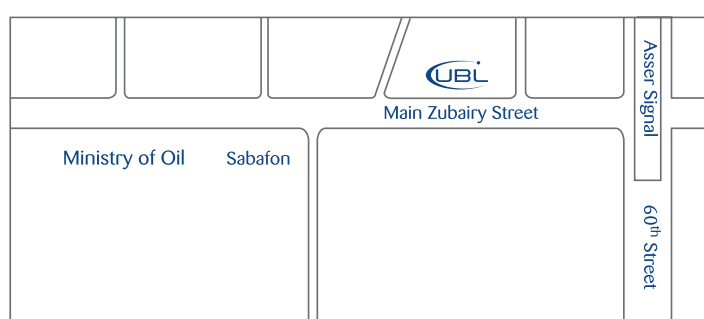 UBL
Asser Signal
Main Zubairy Street
Ministry of Oil
Sabafon
60th Street